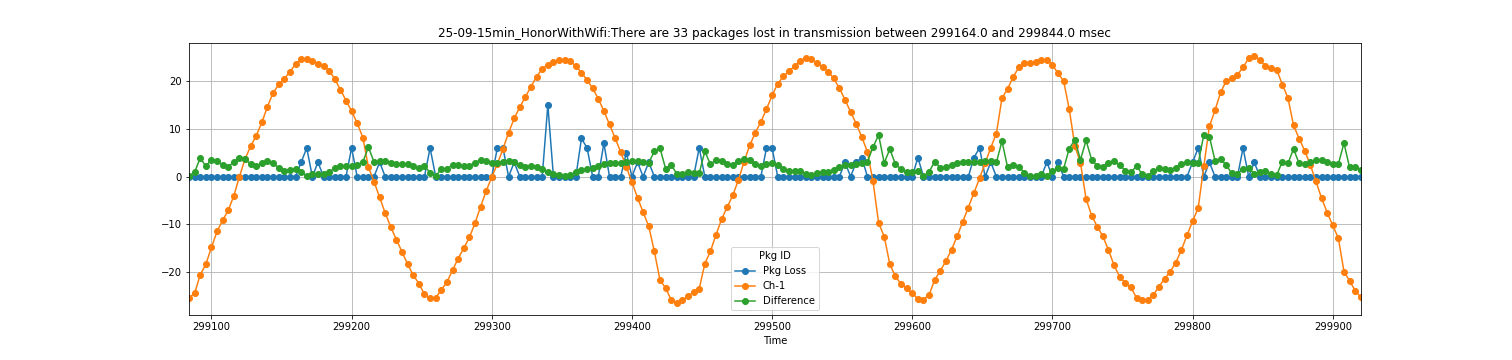 25-09-15min_HonorWithWifi:There are 33 packages lost in transmission between 299164.0 and 299844.0 msec
20
10
0
−10
−20
Pkg ID
Pkg Loss
Ch-1
Difference
299100 299200 299300 299400 299500 299600 299700 299800 299900
Time